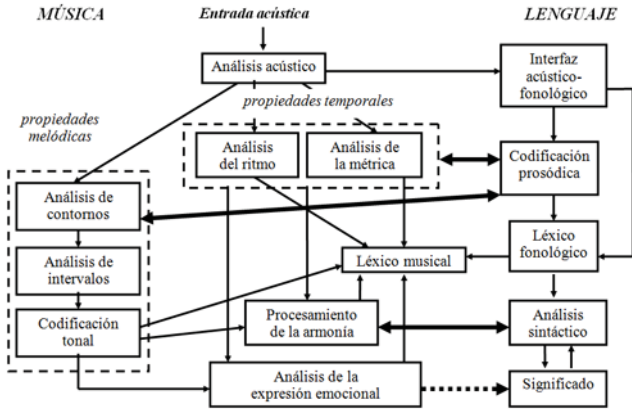 MÚSICA
Entrada acústica
LENGUAJE
Análisis acústico
Interfaz
acústico-
fonológico
propiedades temporales
propiedades
melódicas
Análisis
del ritmo
Análisis de
la métrica
Codificación
prosódica
Análisis de
contornos
Análisis de
intervalos
Léxico musical
Léxico
fonológico
Codificación
tonal
Procesamiento
de la armonía
Análisis
sintáctico
Análisis de la
expresión emocional
Significado